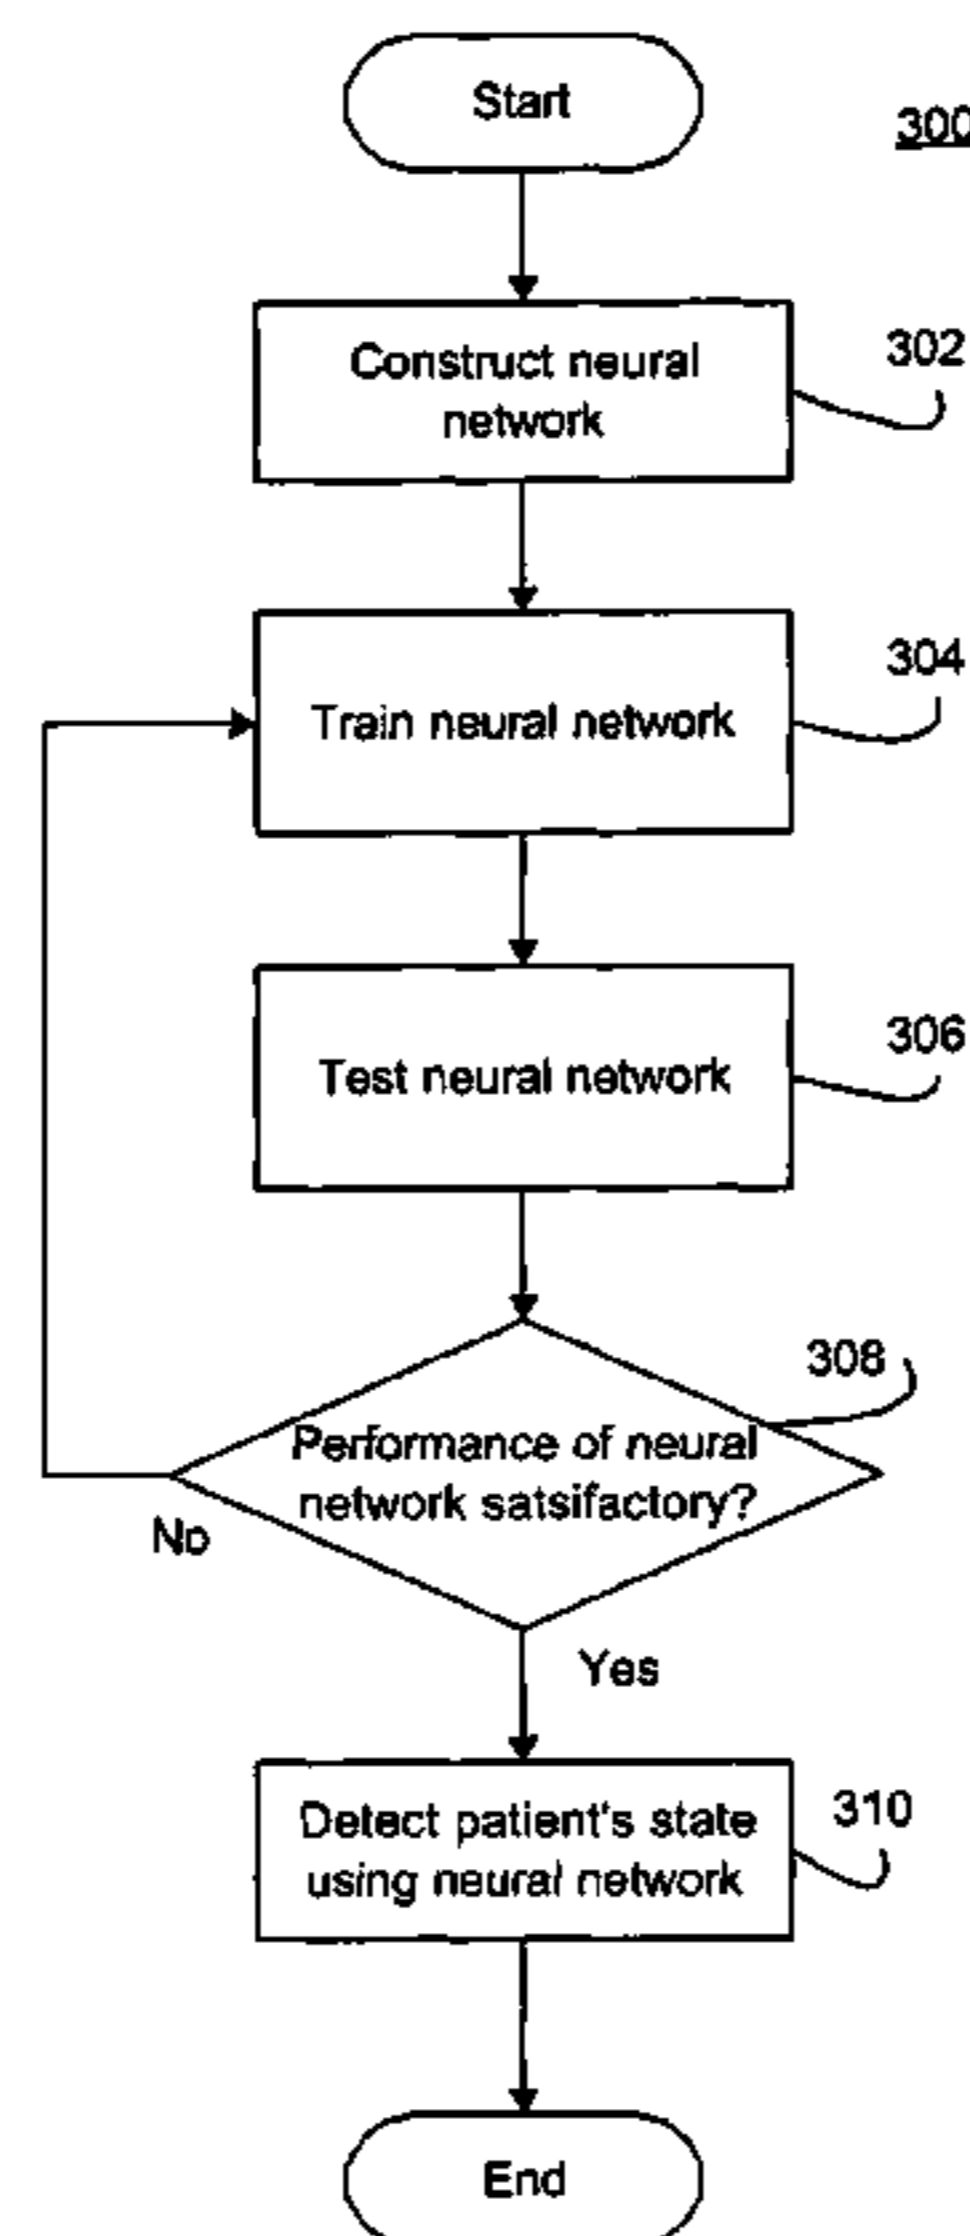 Start
300
Construct neural
network
302
Train neural network
304
Test neural network
306
308
Performance of neural
network satsifactory?
No
Yes
Detect patient's state
using neural network
310
End